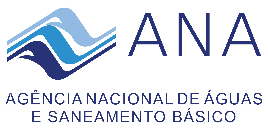 ANA
AGÊNCIA NACIONAL DE ÁGUAS
E SANEAMENTO BÁSICO